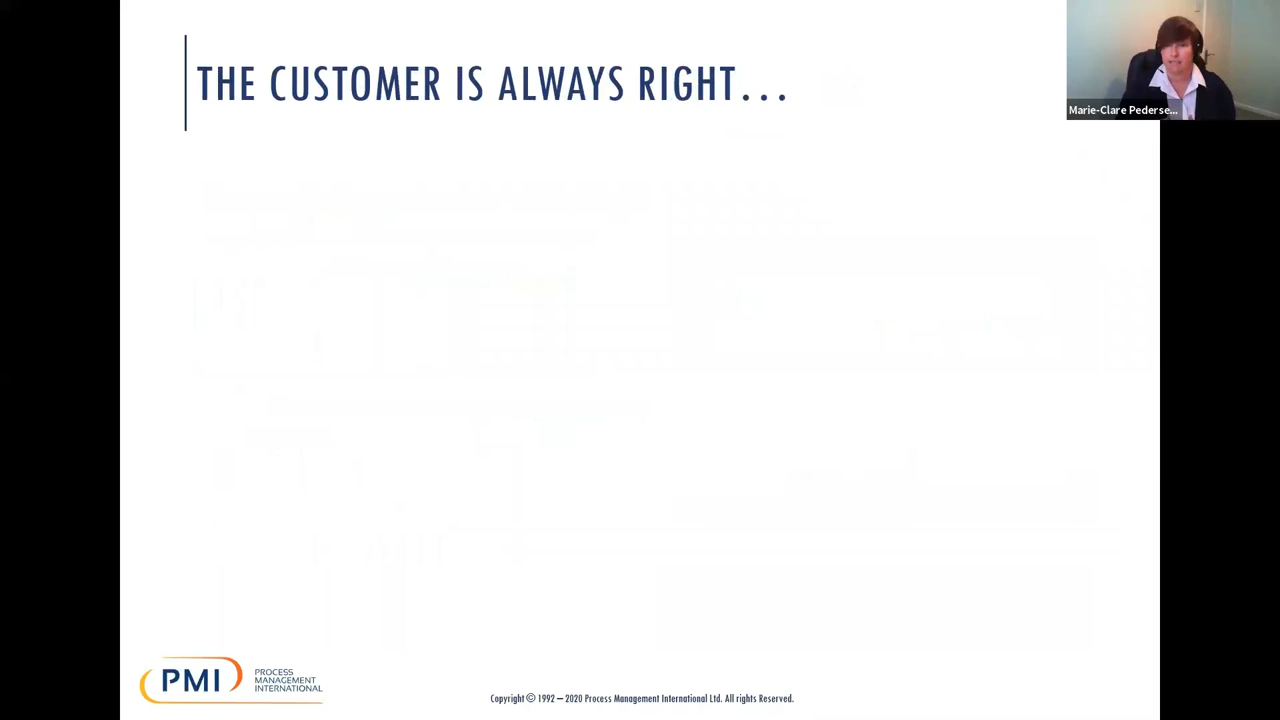 THE CUSTOMER IS ALWAYS RIGHT...
Marie-Clare Pederse...
PMI
PROCESS
MANAGEMENT
INTERNATIONAL
Copyright © 1992 – 2020 Process Management International Ltd. All rights Reserved.